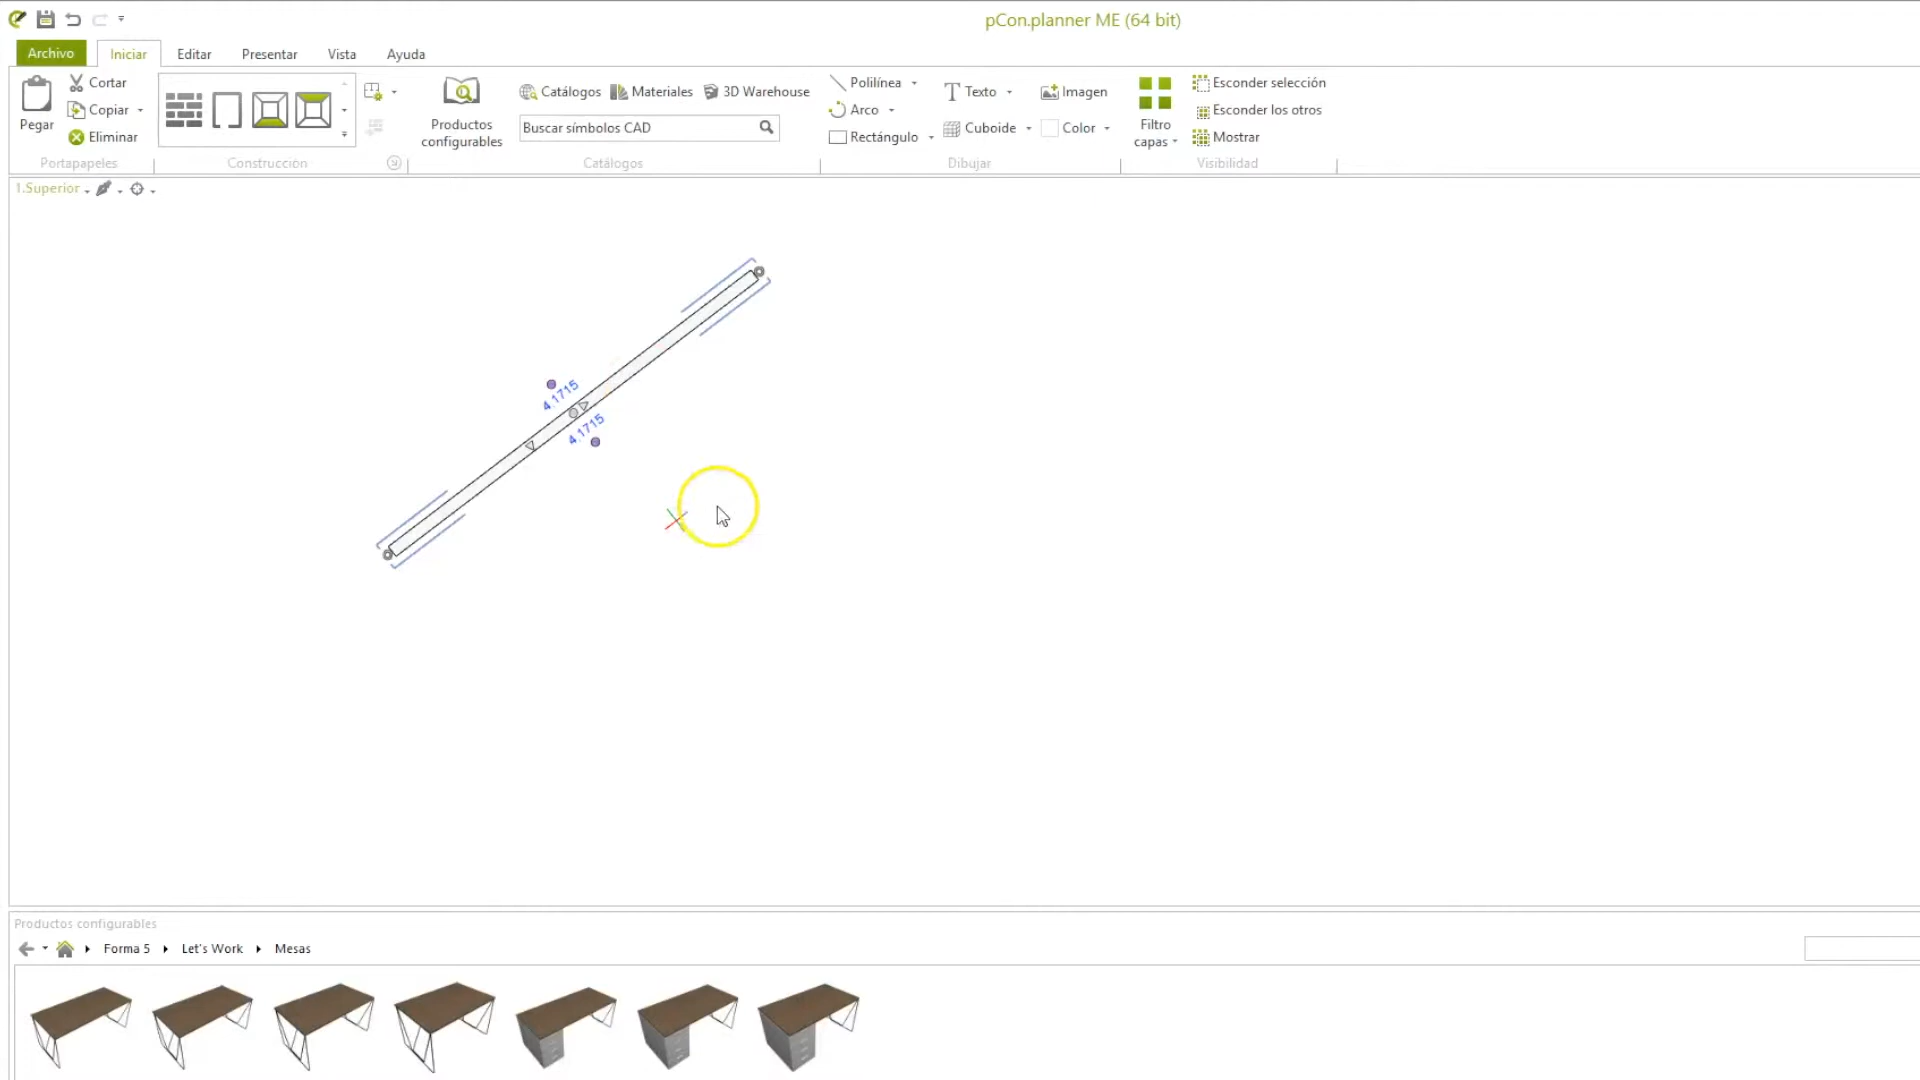 pCon.planner ME (64 bit)
Archivo Iniciar Editar Presentar Vista Ayuda
Pegar
Cortar
Copiar
Eliminar
Portapapeles
Construcción
Productos
configurables
Catálogos Materiales 3D Warehouse
Buscar símbolos CAD
Catálogos
Polilínea
Arco
Rectángulo
Texto
Imagen
Cuboide
Color
Dibujar
Filtro
capas
Esconder selección
Esconder los otros
Mostrar
Visibilidad
1.Superior
4.1715
4.1715
Productos configurables
Forma 5 Let's Work Mesas